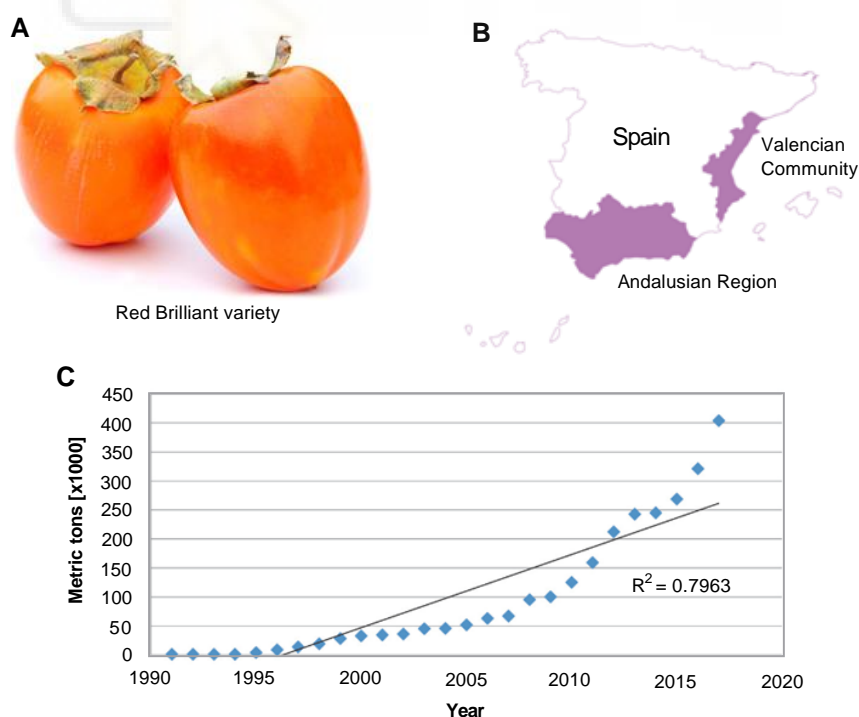 A
Red Brilliant variety
B
Spain
Valencian
Community
Andalusian Region
C
Metric tons [x1000]
450
400
350
300
250
200
150
100
50
0
R² = 0.7963
1990
1995
2000
2005
2010
2015
2020
Year